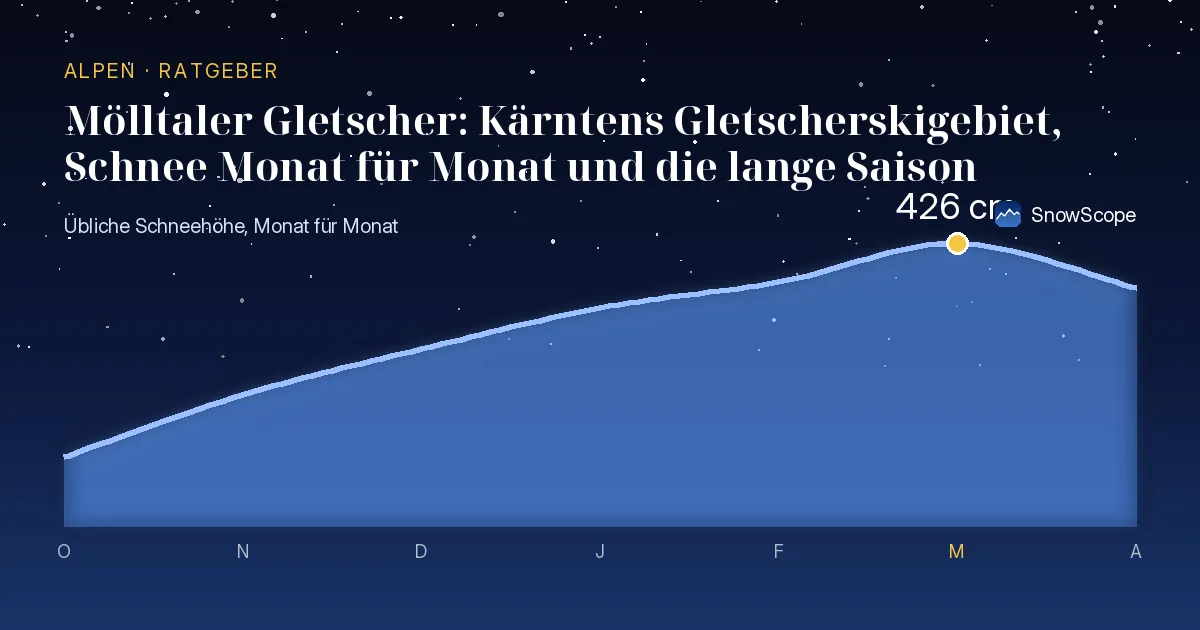 ALPEN · RATGEBER
Mölltaler Gletscher: Kärntens Gletscherskigebiet,
Schnee Monat für Monat und die lange Saison
Übliche Schneehöhe, Monat für Monat
426
SnowScope
O N D J F M A